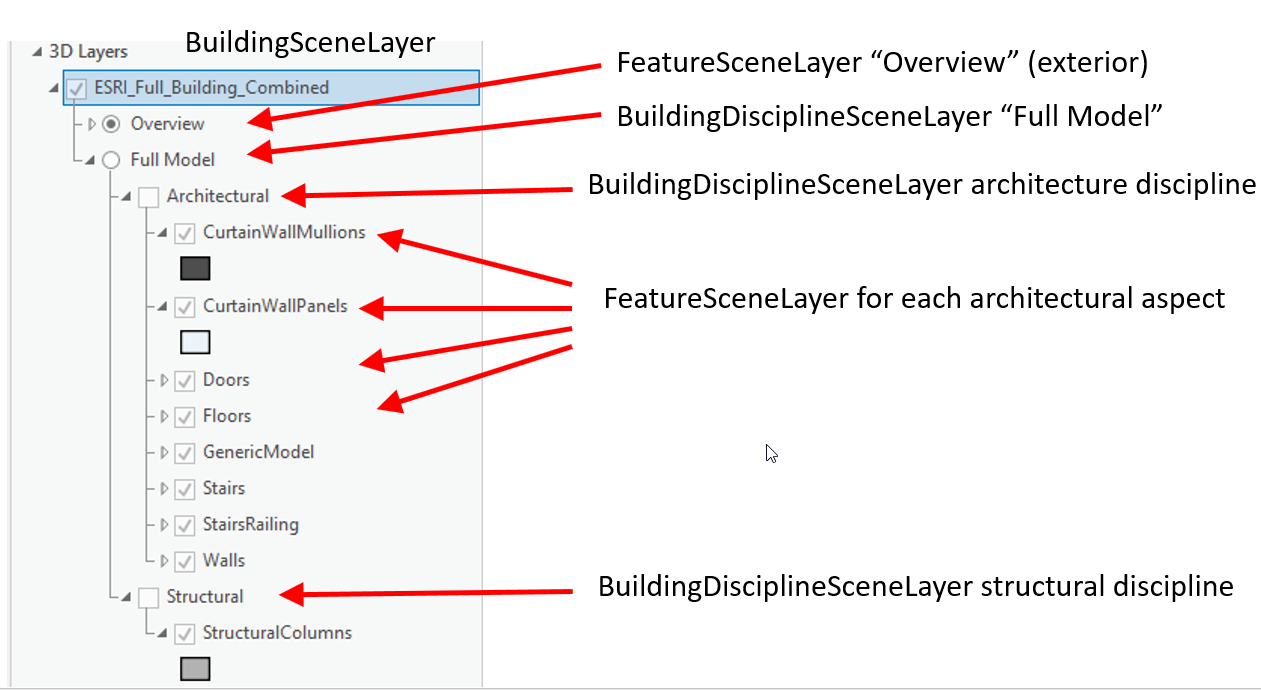 BuildingSceneLayer
3D Layers
ESRI_Full_Building_Combined
FeatureSceneLayer “Overview” (exterior)
Overview
BuildingDisciplineSceneLayer “Full Model”
Full Model
BuildingDisciplineSceneLayer architecture discipline
Architectural
CurtainWallMullions
FeatureSceneLayer for each architectural aspect
CurtainWallPanels
Doors
Floors
GenericModel
Stairs
StairsRailing
Walls
BuildingDisciplineSceneLayer structural discipline
Structural
StructuralColumns